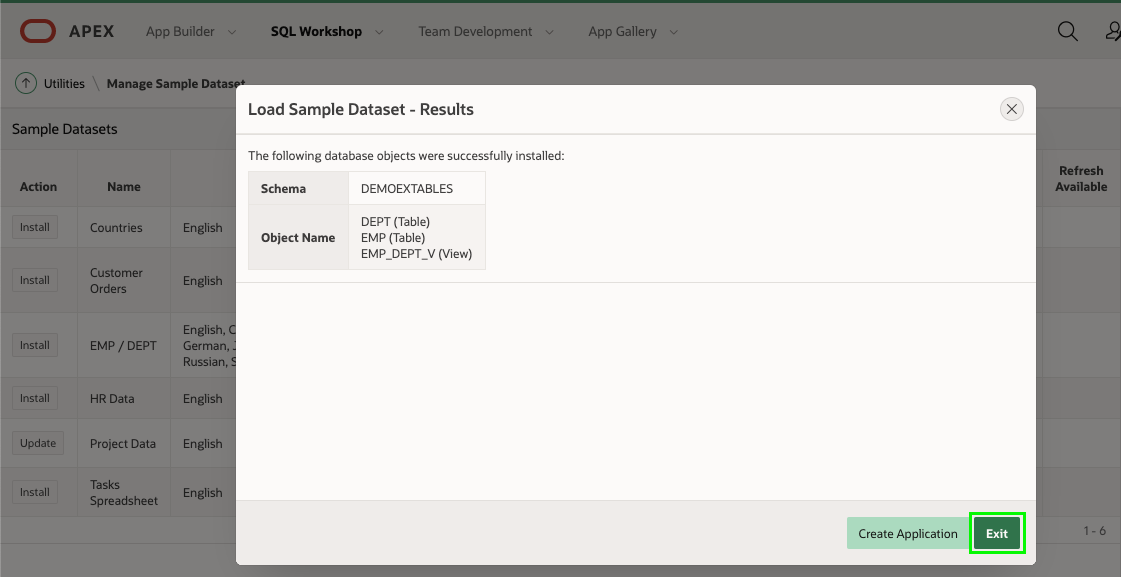 APEX App Builder SQL Workshop Team Development App Gallery
Utilities \ Manage Sample Dataset
Load Sample Dataset - Results
Sample Datasets
The following database objects were successfully installed:
Schema DEMOEXTABLES
Object Name
DEPT (Table)
EMP (Table)
EMP_DEPT_V (View)
Action Name
Refresh
Available
Install Countries English
Install
Customer
Orders
English
Install EMP / DEPT
English, C
German, J
Russian, S
Install HR Data English
Update Project Data English
Install
Tasks
Spreadsheet
English
Create Application Exit
1 - 6